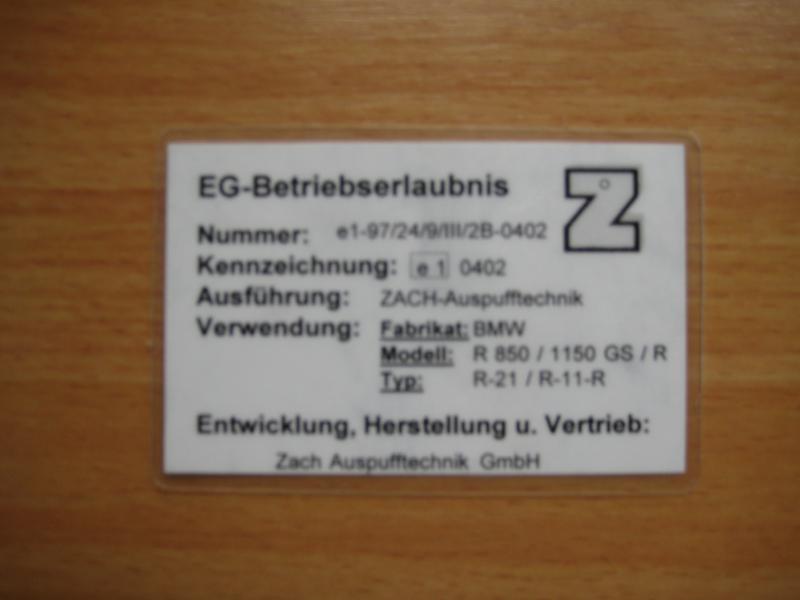 EG-Betriebserlaubnis
Z
Nummer: e1-97/24/9/III/2B-0402
Kennzeichnung: e 1 0402
Ausführung: ZACH-Auspufftechnik
Verwendung: Fabrikat: BMW
Modell: R 850 / 1150 GS / R
Typ: R-21 / R-11-R
Entwicklung, Herstellung u. Vertrieb:
Zach Auspufftechnik GmbH